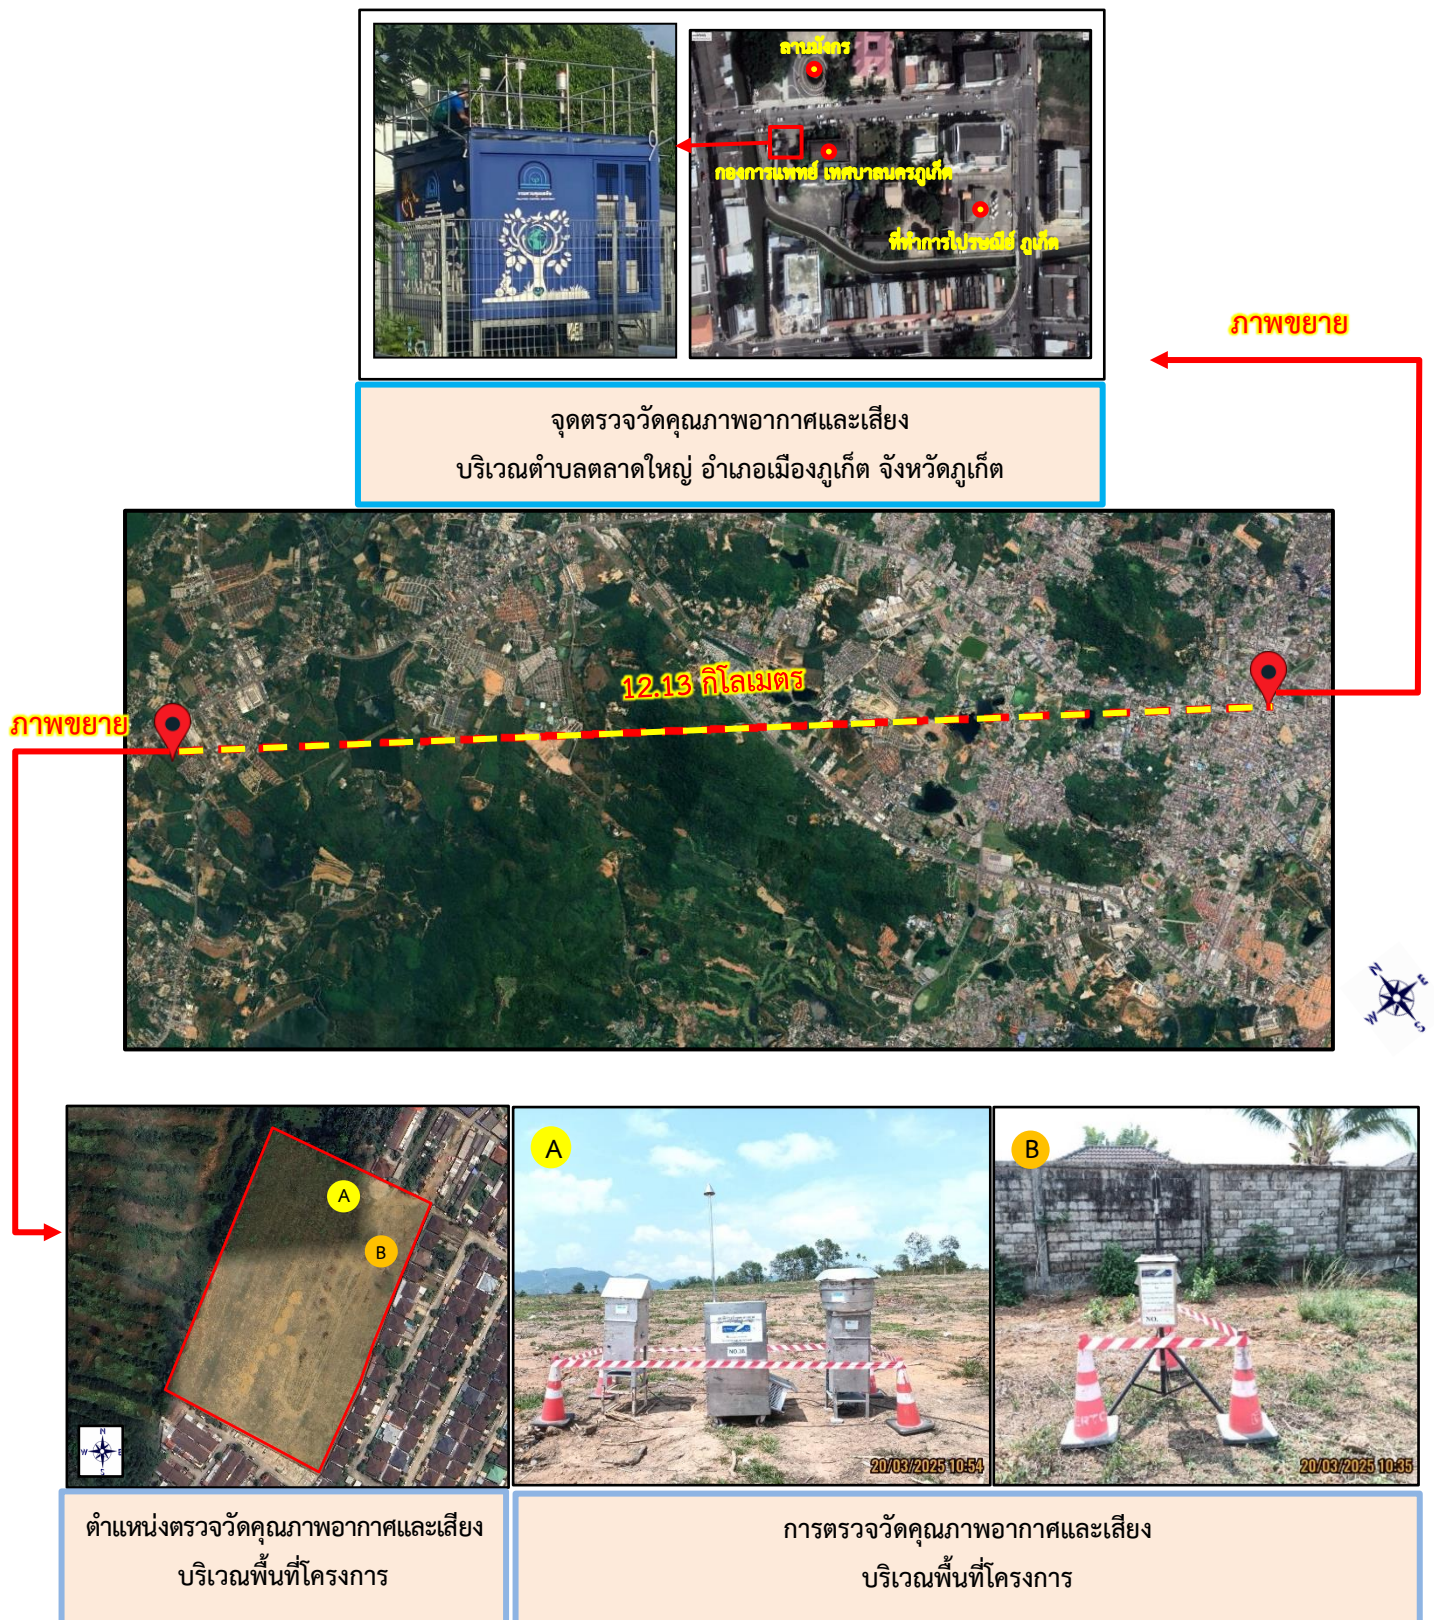 ลานมังกร
กองการแพทย์ เทศบาลนครภูเก็ต
ที่ทำการไปรษณีย์ ภูเก็ต
ภาพขยาย
จุดตรวจวัดคุณภาพอากาศและเสียง
บริเวณตำบลตลาดใหญ่ อำเภอเมืองภูเก็ต จังหวัดภูเก็ต
12.13 กิโลเมตร
ภาพขยาย
N
E
W
S
A
B
N
W
E
S
A
NO.3A
20/03/2025 10:54
B
NO.
20/03/2025 10:35
ตำแหน่งตรวจวัดคุณภาพอากาศและเสียง
บริเวณพื้นที่โครงการ
การตรวจวัดคุณภาพอากาศและเสียง
บริเวณพื้นที่โครงการ